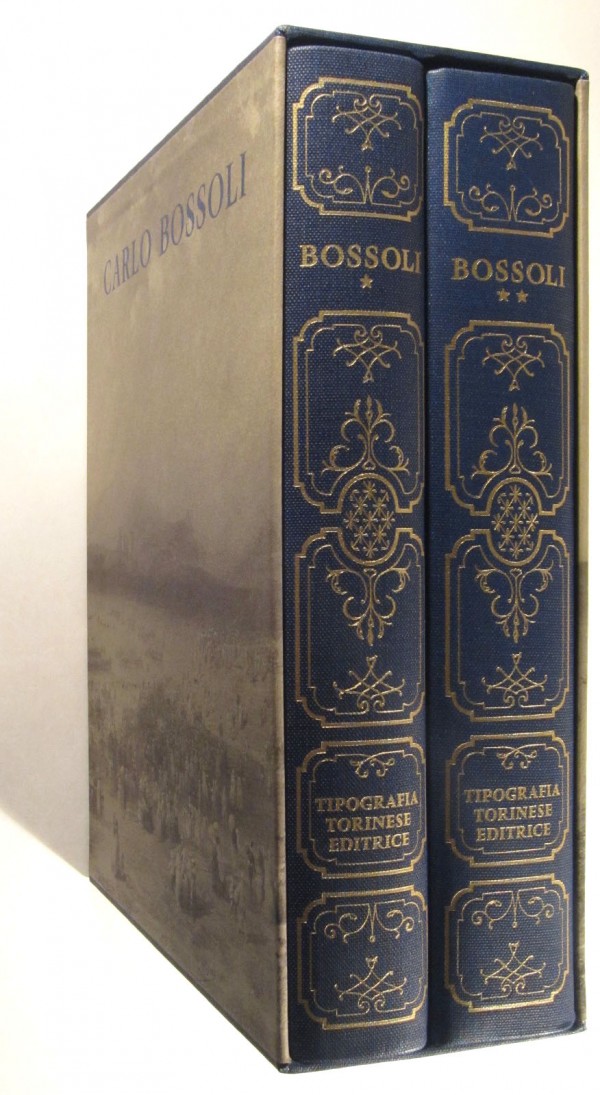 CARLO BOSSOLI
BOSSOLI
★
TIPOGRAFIA
TORINESE
EDITRICE
BOSSOLI
★★
TIPOGRAFIA
TORINESE
EDITRICE